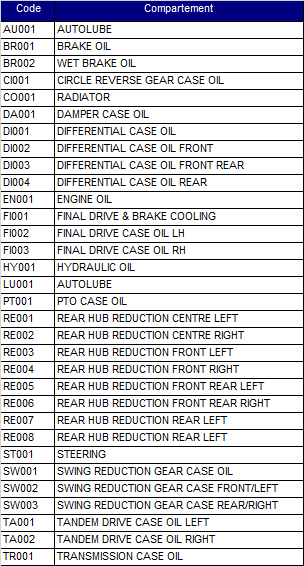 Code Compartement
AU001 AUTOLUBE
BR001 BRAKE OIL
BR002 WET BRAKE OIL
CI001 CIRCLE REVERSE GEAR CASE OIL
CO001 RADIATOR
DA001 DAMPER CASE OIL
DI001 DIFFERENTIAL CASE OIL
DI002 DIFFERENTIAL CASE OIL FRONT
DI003 DIFFERENTIAL CASE OIL FRONT REAR
DI004 DIFFERENTIAL CASE OIL REAR
EN001 ENGINE OIL
FI001 FINAL DRIVE & BRAKE COOLING
FI002 FINAL DRIVE CASE OIL LH
FI003 FINAL DRIVE CASE OIL RH
HY001 HYDRAULIC OIL
LU001 AUTOLUBE
PT001 PTO CASE OIL
RE001 REAR HUB REDUCTION CENTRE LEFT
RE002 REAR HUB REDUCTION CENTRE RIGHT
RE003 REAR HUB REDUCTION FRONT LEFT
RE004 REAR HUB REDUCTION FRONT RIGHT
RE005 REAR HUB REDUCTION FRONT REAR LEFT
RE006 REAR HUB REDUCTION FRONT REAR RIGHT
RE007 REAR HUB REDUCTION REAR LEFT
RE008 REAR HUB REDUCTION REAR LEFT
ST001 STEERING
SW001 SWING REDUCTION GEAR CASE OIL
SW002 SWING REDUCTION GEAR CASE FRONT/LEFT
SW003 SWING REDUCTION GEAR CASE REAR/RIGHT
TA001 TANDEM DRIVE CASE OIL LEFT
TA002 TANDEM DRIVE CASE OIL RIGHT
TR001 TRANSMISSION CASE OIL